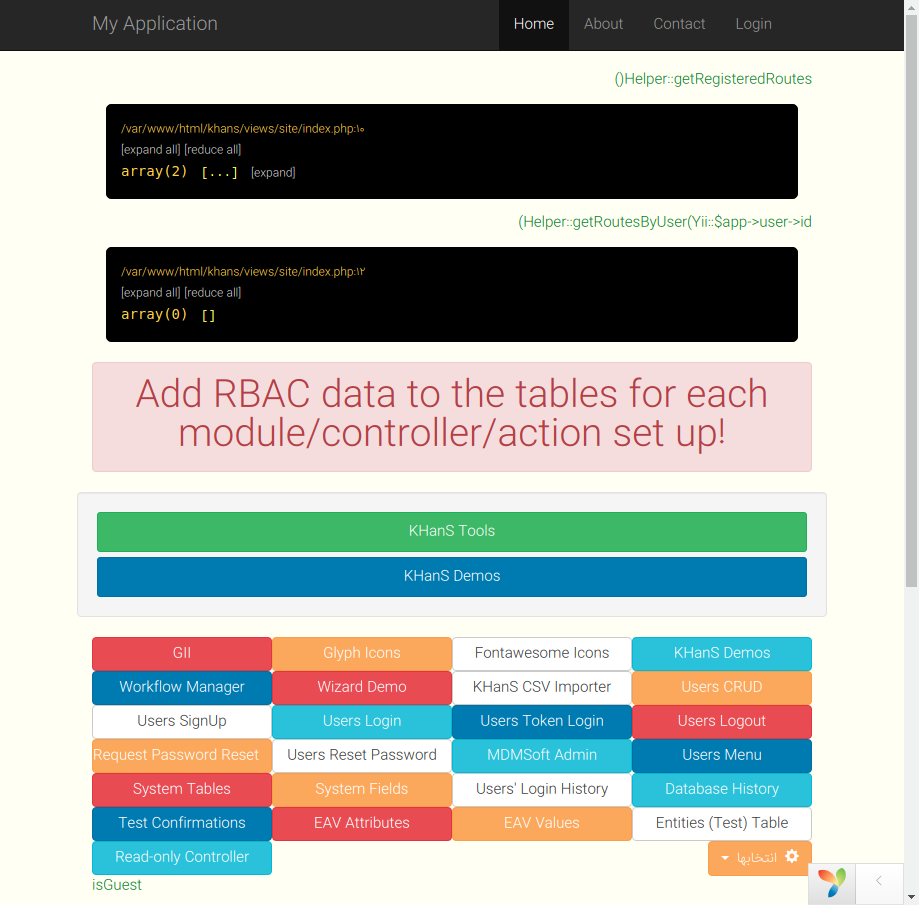 My Application
Home About Contact Login
()Helper::getRegisteredRoutes
/var/www/html/khans/views/site/index.php:۱۰
[expand all] [reduce all]
array(2) [...] [expand]
(Helper::getRoutesByUser(Yii::$app->user->id
/var/www/html/khans/views/site/index.php:۱۲
[expand all] [reduce all]
array(0) []
Add RBAC data to the tables for each
module/controller/action set up!
KHanS Tools
KHanS Demos
GII Glyph Icons Fontawesome Icons KHanS Demos
Workflow Manager Wizard Demo KHanS CSV Importer Users CRUD
Users SignUp Users Login Users Token Login Users Logout
Request Password Reset Users Reset Password MDMSoft Admin Users Menu
System Tables System Fields Users' Login History Database History
Test Confirmations EAV Attributes EAV Values Entities (Test) Table
Read-only Controller انتخابها
isGuest